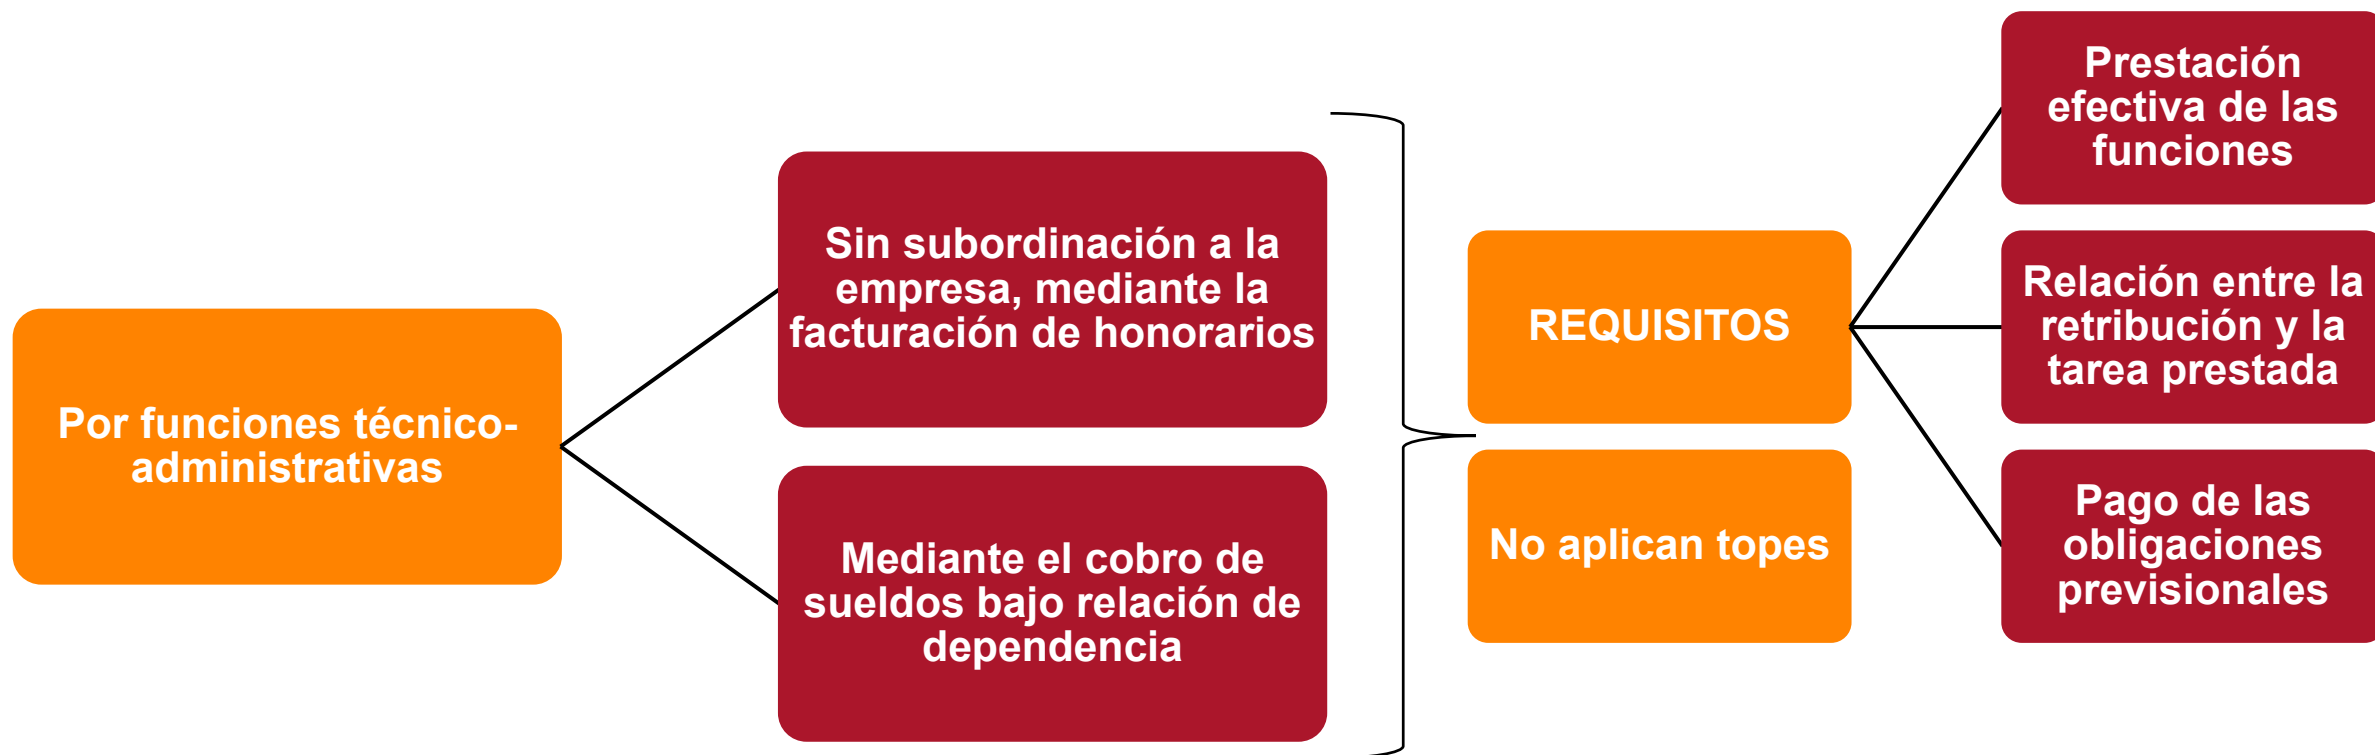 Por funciones técnico-
administrativas
Sin subordinación a la
empresa, mediante la
facturación de honorarios
Mediante el cobro de
sueldos bajo relación de
dependencia
REQUISITOS
No aplican topes
Prestación
efectiva de las
funciones
Relación entre la
retribución y la
tarea prestada
Pago de las
obligaciones
previsionales